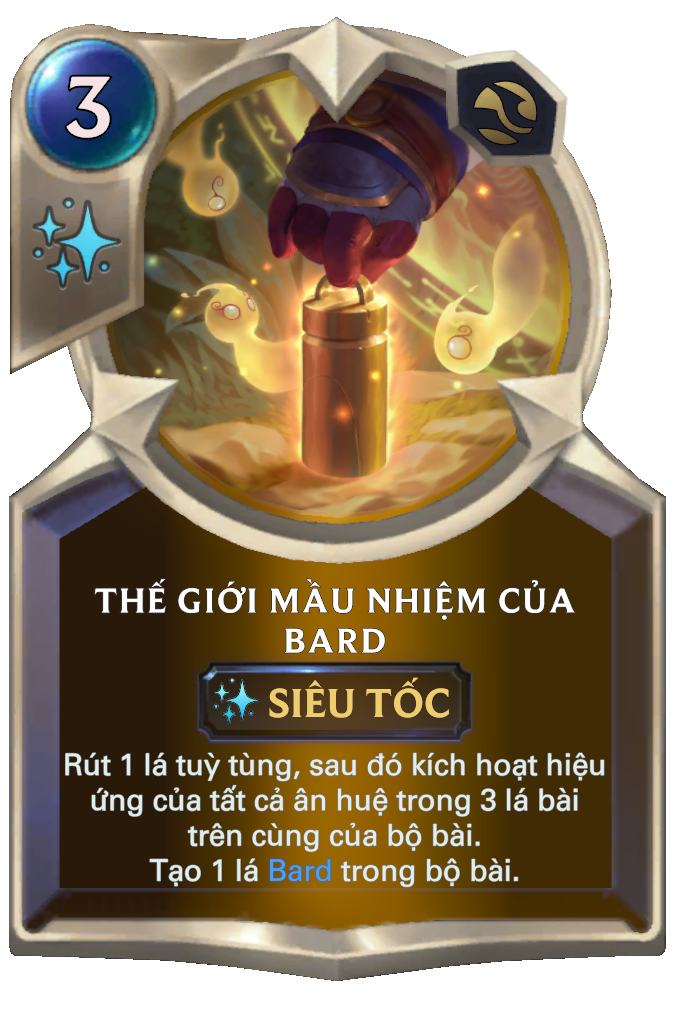 3
THẾ GIỚI MẦU NHIỆM CỦA
BARD
SIÊU TỐC
Rút 1 lá tuỳ tùng, sau đó kích hoạt hiệu
ứng của tất cả ân huệ trong 3 lá bài
trên cùng của bộ bài.
Tạo 1 lá Bard trong bộ bài.